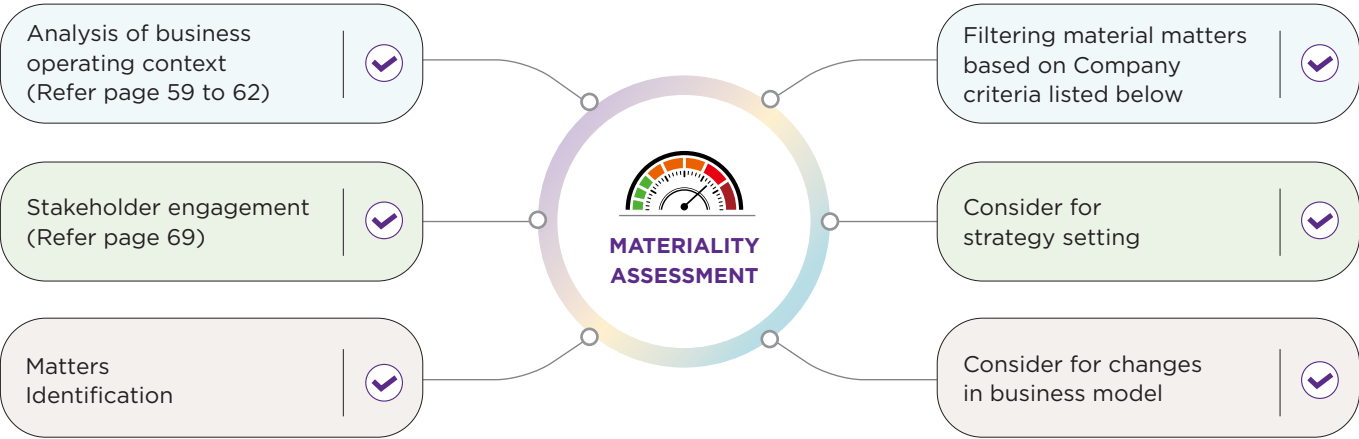 Analysis of business
operating context
(Refer page 59 to 62)
Stakeholder engagement
(Refer page 69)
Matters
Identification
MATERIALITY
ASSESSMENT
Filtering material matters
based on Company
criteria listed below
Consider for
strategy setting
Consider for changes
in business model